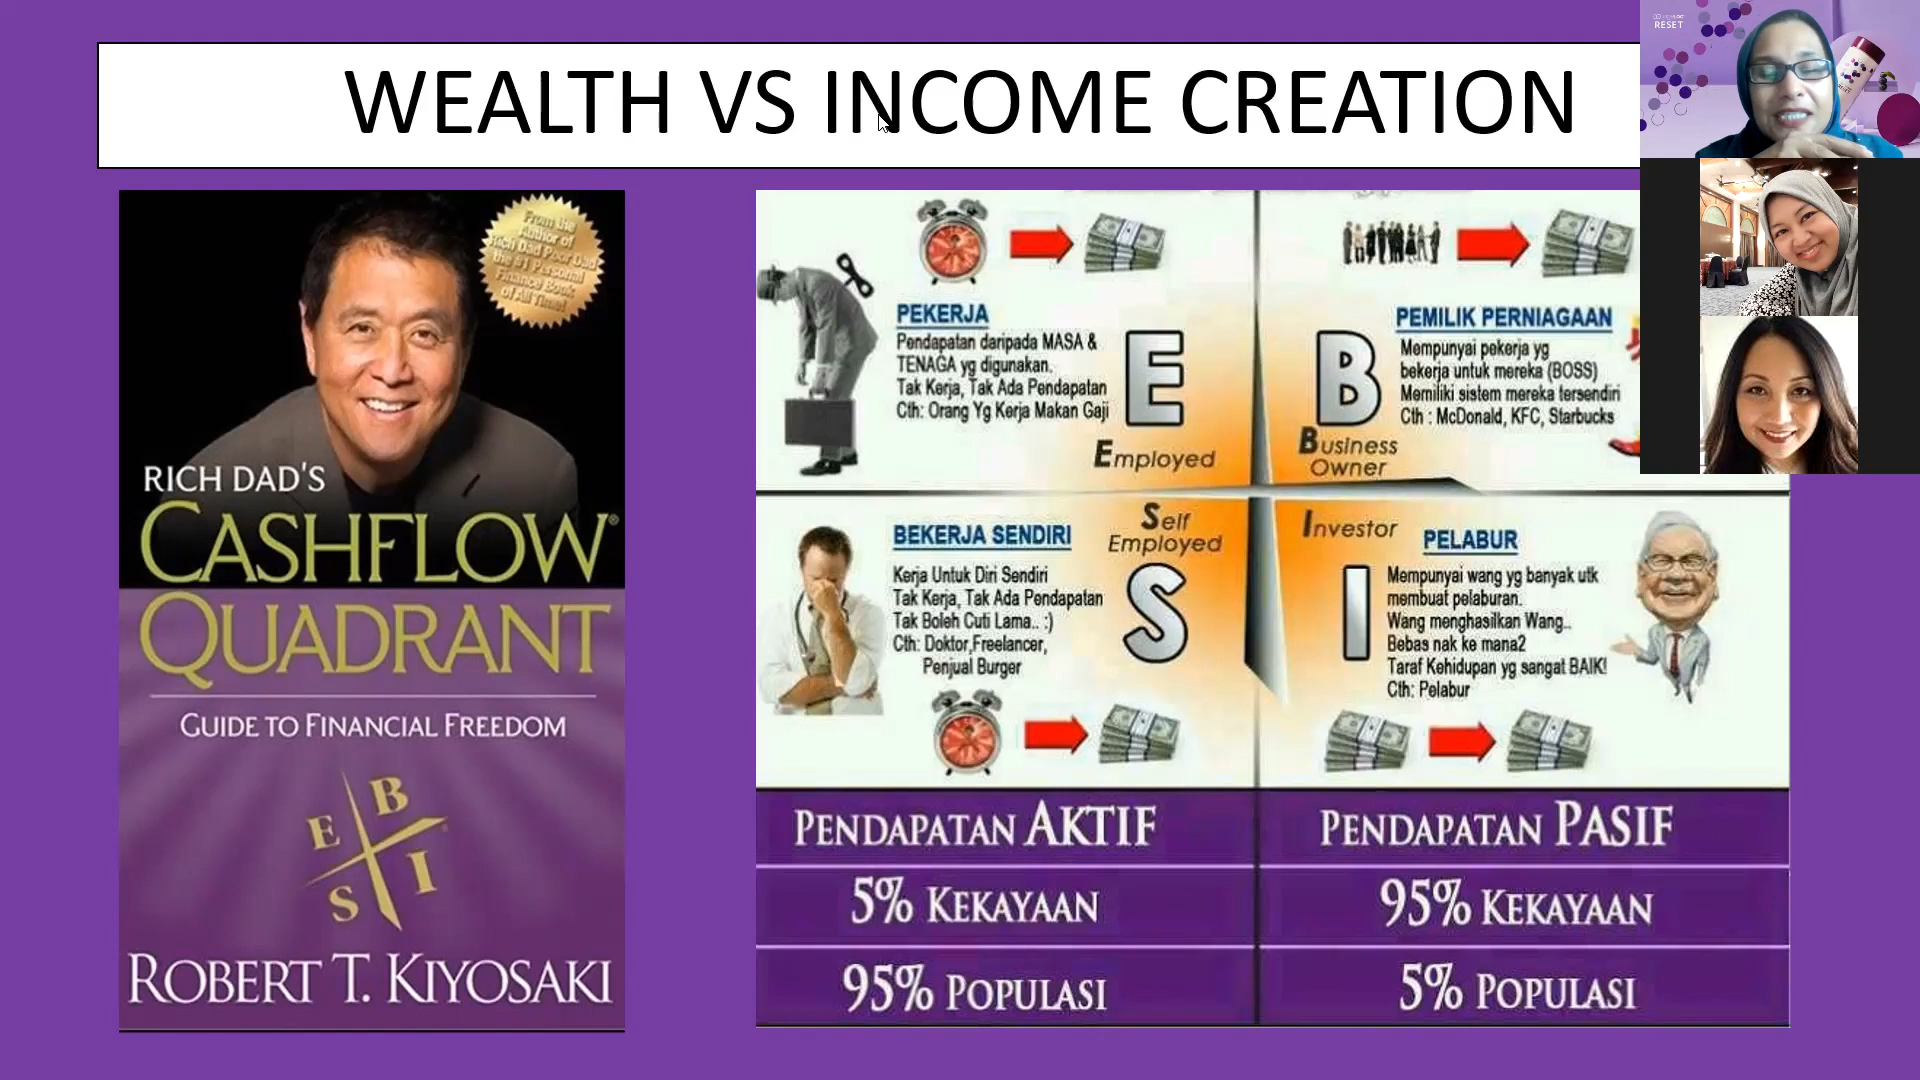 WEALTH VS INCOME CREATION
RESET
From the
Author of
Rich Dad Poor Dad
the #1 Personal
Finance Book
of All Time!
RICH DAD'S
CASHFLOW®
QUADRANT
GUIDE TO FINANCIAL FREEDOM
E B
S I
ROBERT T. KIYOSAKI
PEKERJA
Pendapatan daripada MASA &
TENAGA yg digunakan.
Tak Kerja, Tak Ada Pendapatan
Cth: Orang Yg Kerja Makan Gaji
E
Employed
PEMILIK PERNIAGAAN
Mempunyai pekerja yg
bekerja untuk mereka (BOSS)
Memiliki sistem mereka tersendiri
Cth : McDonald, KFC, Starbucks
B
Business
Owner
BEKERJA SENDIRI
Kerja Untuk Diri Sendiri
Tak Kerja, Tak Ada Pendapatan
Tak Boleh Cuti Lama.. :)
Cth: Doktor,Freelancer,
Penjual Burger
Self
Employed
S
Investor
I
PELABUR
Mempunyai wang yg banyak utk
membuat pelaburan.
Wang menghasilkan Wang..
Bebas nak ke mana2
Taraf Kehidupan yg sangat BAIK!
Cth: Pelabur
PENDAPATAN AKTIF
PENDAPATAN PASIF
5% KEKAYAAN
95% KEKAYAAN
95% POPULASI
5% POPULASI